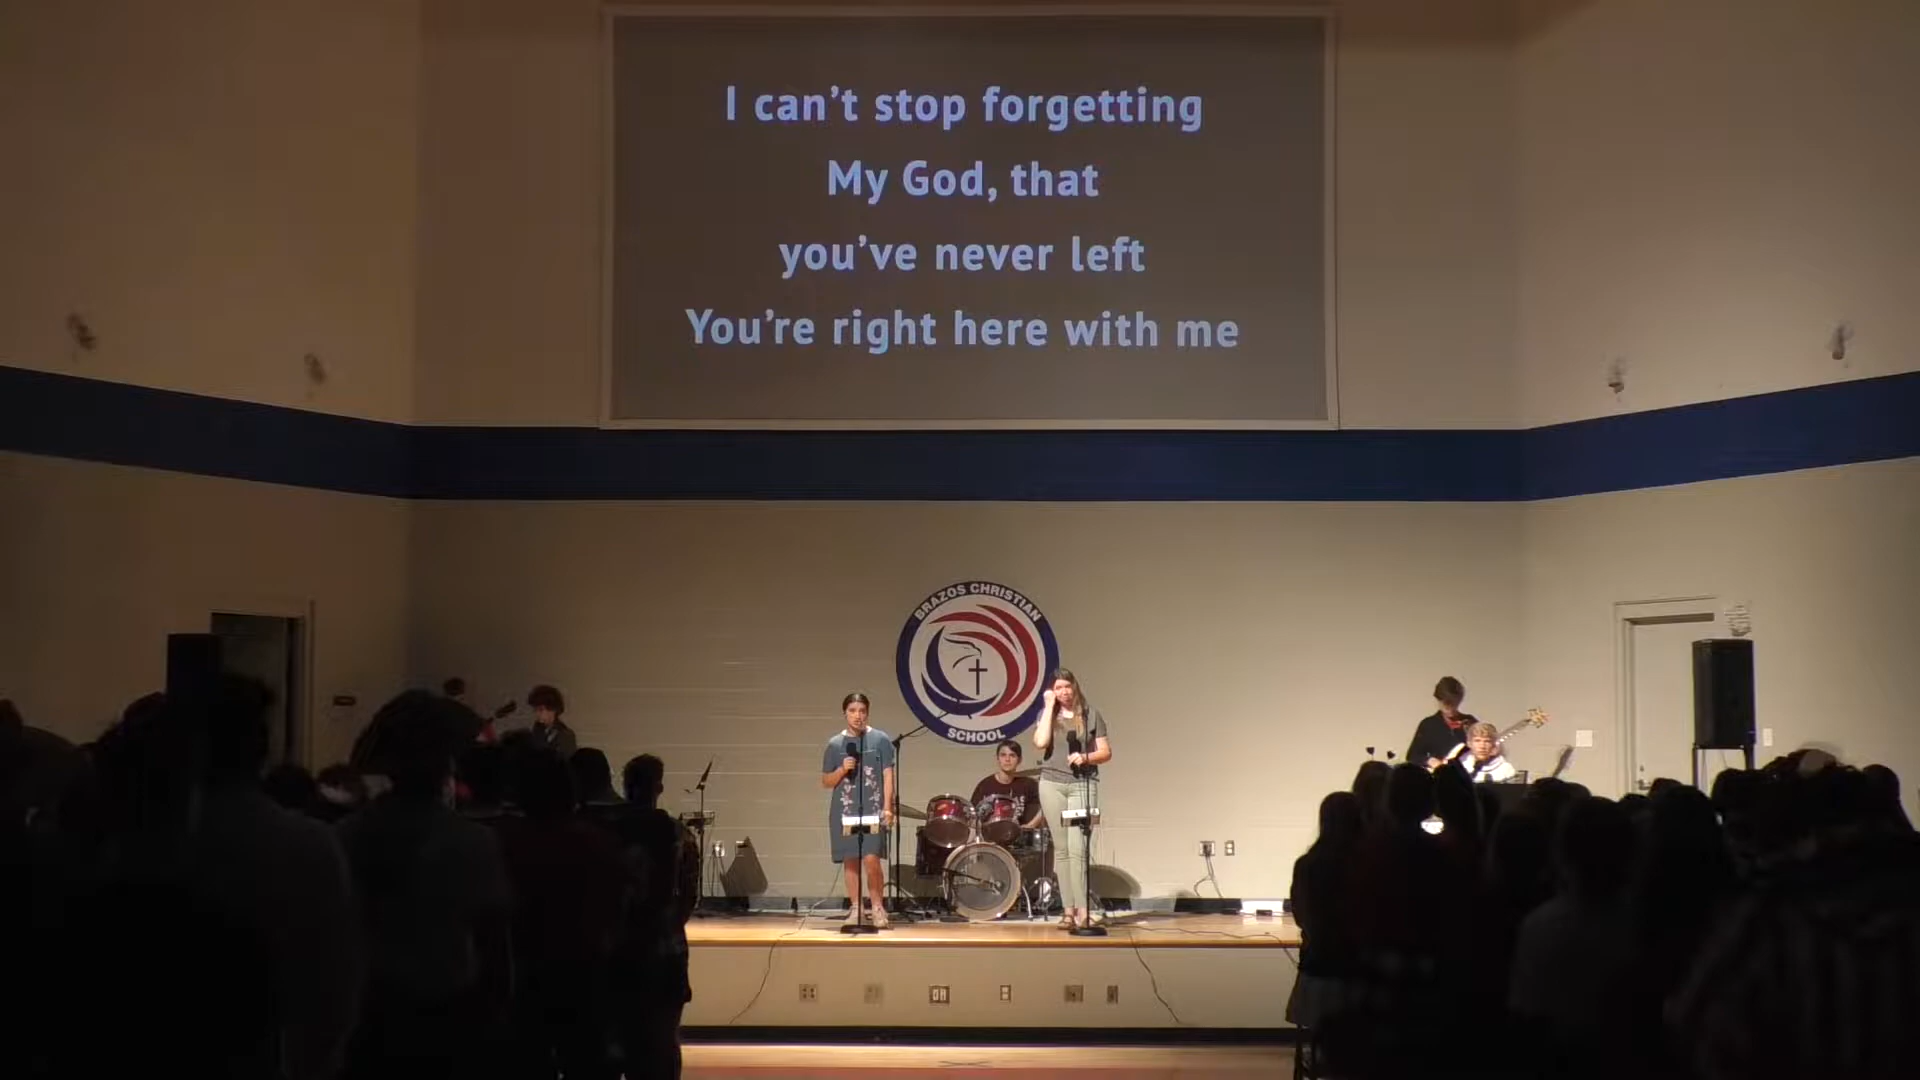 I can't stop forgetting
My God, that
you've never left
You're right here with me
BRAZOS CHRISTIAN
SCHOOL